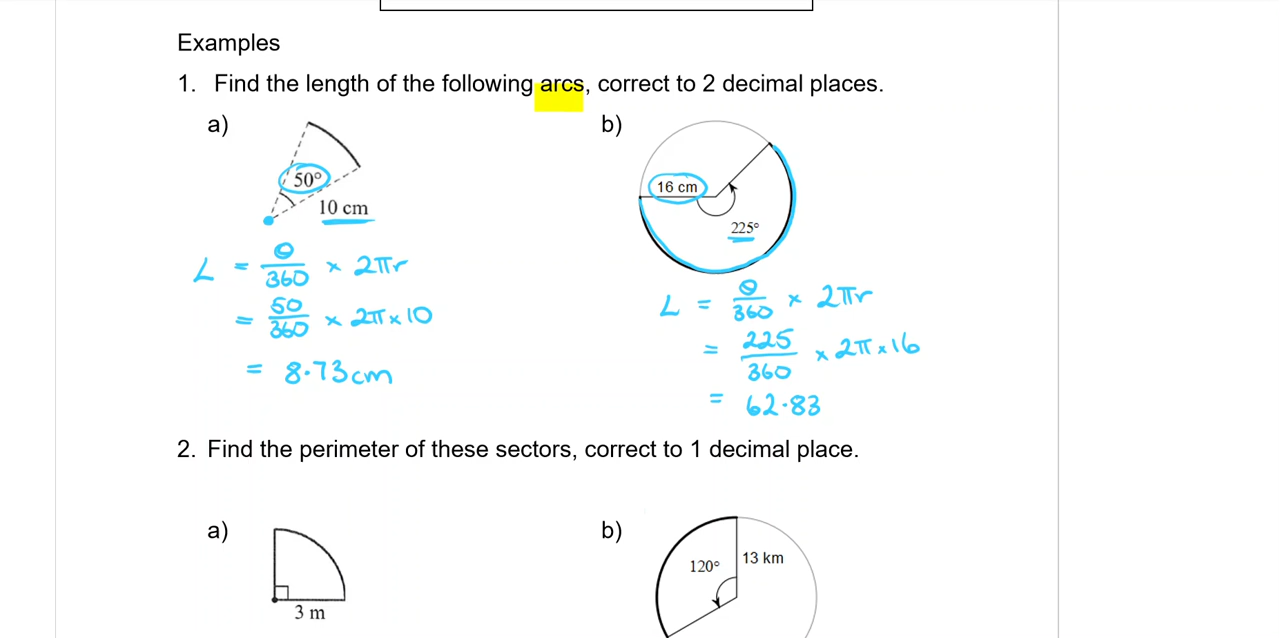 Examples
1. Find the length of the following arcs, correct to 2 decimal places.
a)
50°
10 cm
L = θ/360 × 2πr
= 50/360 × 2π × 10
= 8.73cm
b)
16 cm
225°
L = θ/360 × 2πr
= 225/360 × 2π × 16
= 62.83
2. Find the perimeter of these sectors, correct to 1 decimal place.
a)
3 m
b)
120°
13 km